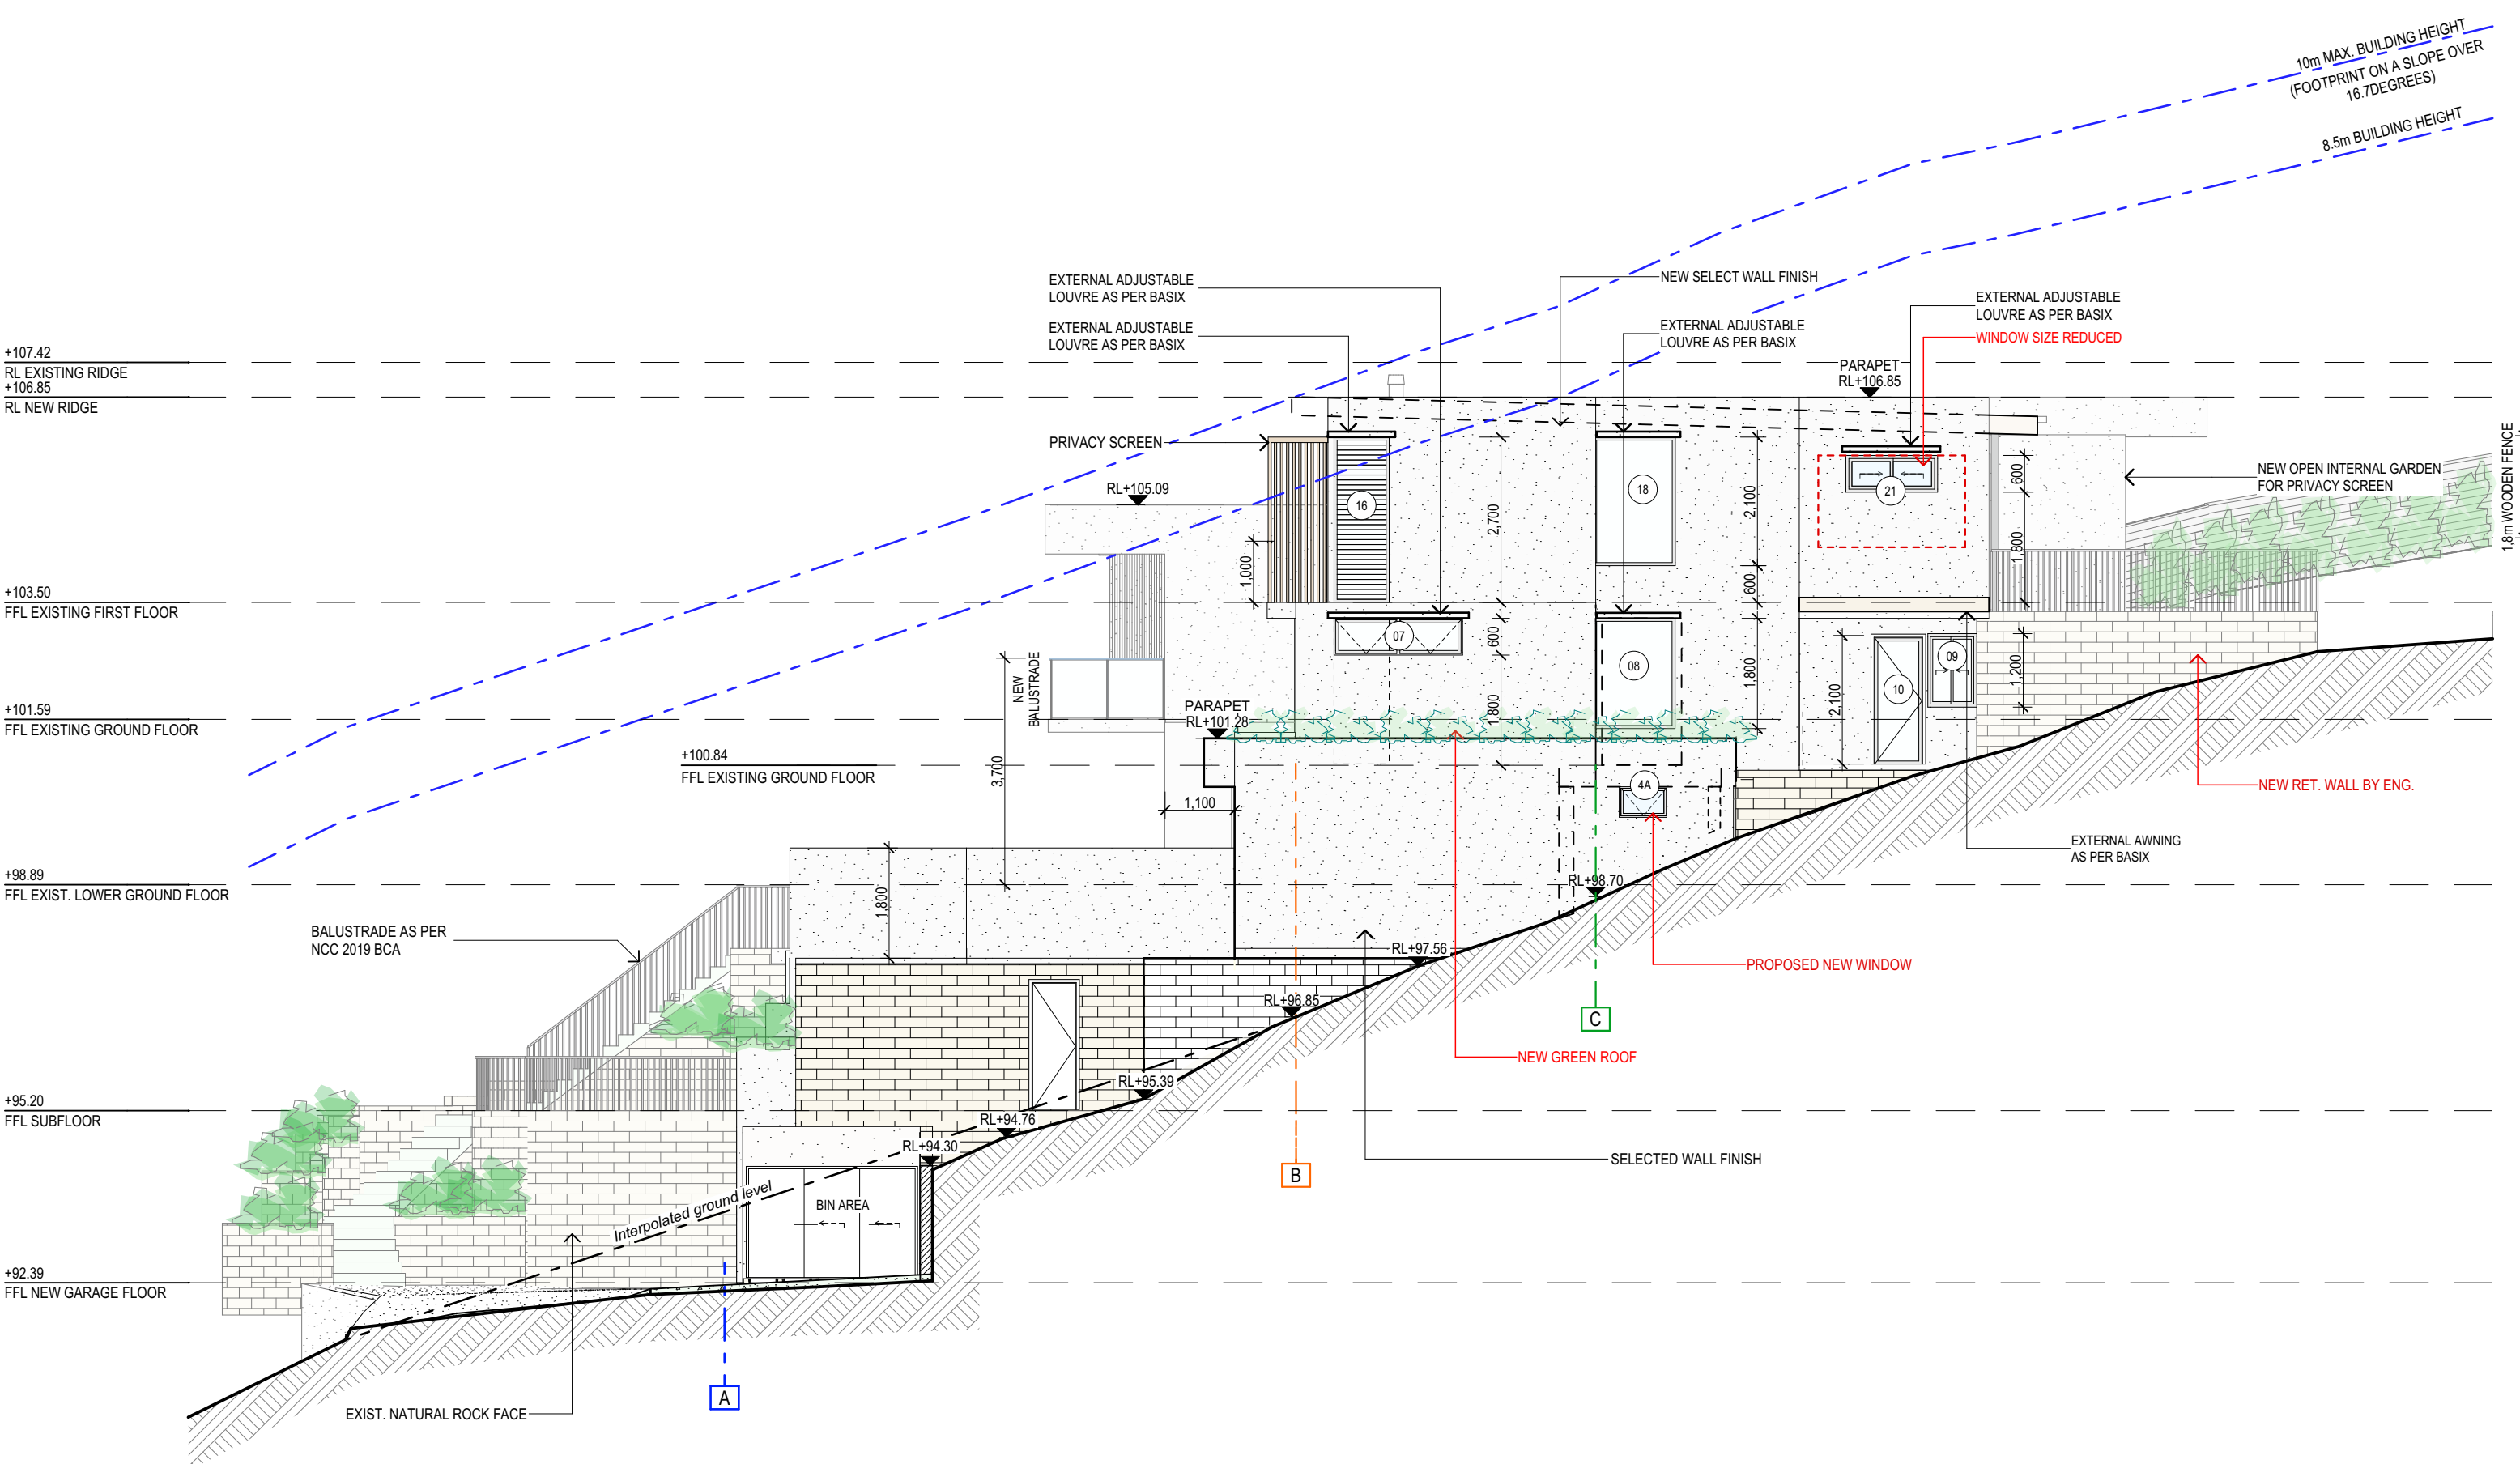 10m MAX. BUILDING HEIGHT
(FOOTPRINT ON A SLOPE OVER
16.7DEGREES)
8.5m BUILDING HEIGHT
EXTERNAL ADJUSTABLE
LOUVRE AS PER BASIX
EXTERNAL ADJUSTABLE
LOUVRE AS PER BASIX
NEW SELECT WALL FINISH
EXTERNAL ADJUSTABLE
LOUVRE AS PER BASIX
EXTERNAL ADJUSTABLE
LOUVRE AS PER BASIX
WINDOW SIZE REDUCED
+107.42
RL EXISTING RIDGE
+106.85
RL NEW RIDGE
PARAPET
RL+106.85
PRIVACY SCREEN
RL+105.09
16
18
21
2,700
2,100
600
1,800
1,000
600
NEW OPEN INTERNAL GARDEN
FOR PRIVACY SCREEN
1,8m WOODEN FENCE
+103.50
FFL EXISTING FIRST FLOOR
07
08
09
10
600
1,800
1,800
2,100
1,200
NEW
BALUSTRADE
PARAPET
RL+101.28
+101.59
FFL EXISTING GROUND FLOOR
+100.84
FFL EXISTING GROUND FLOOR
3,700
1,100
4A
NEW RET. WALL BY ENG.
EXTERNAL AWNING
AS PER BASIX
+98.89
FFL EXIST. LOWER GROUND FLOOR
1,800
RL+98.70
BALUSTRADE AS PER
NCC 2019 BCA
RL+97.56
PROPOSED NEW WINDOW
RL+96.85
C
NEW GREEN ROOF
RL+95.39
+95.20
FFL SUBFLOOR
RL+94.76
RL+94.30
SELECTED WALL FINISH
B
Interpolated ground level
BIN AREA
+92.39
FFL NEW GARAGE FLOOR
A
EXIST. NATURAL ROCK FACE